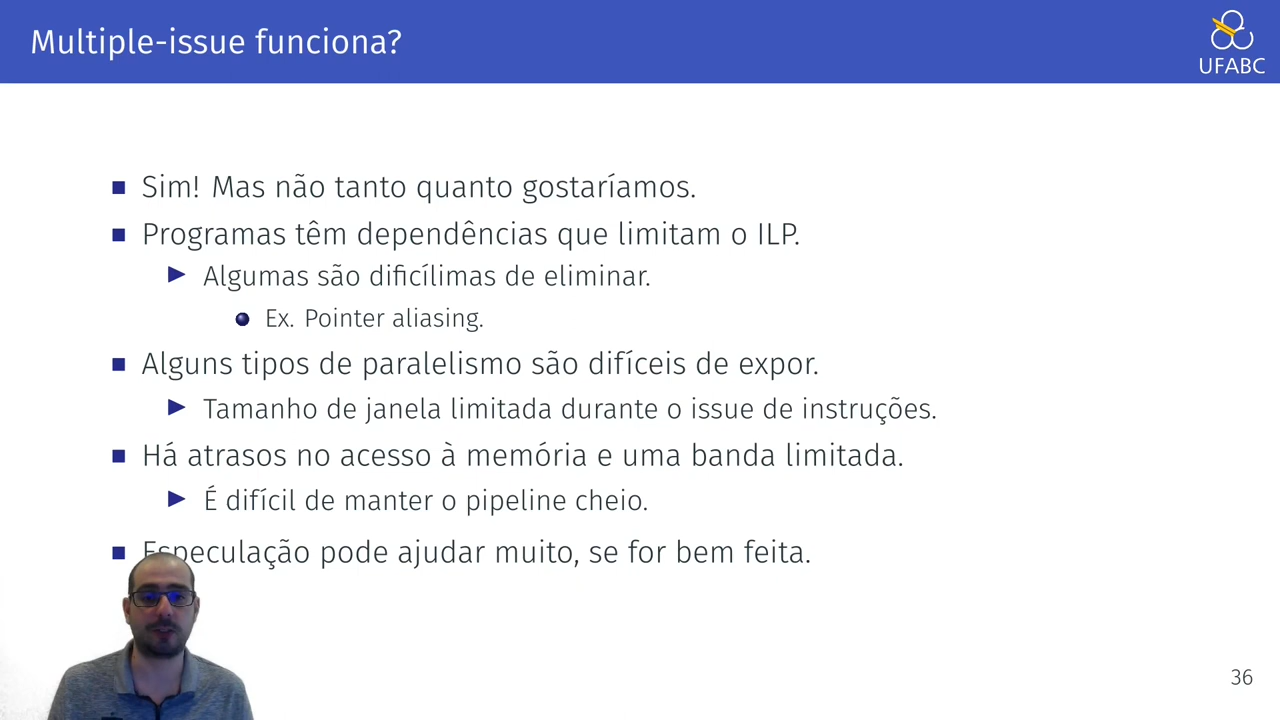 Multiple-issue funciona?
UFABC
Sim! Mas não tanto quanto gostaríamos.
Programas têm dependências que limitam o ILP.
Algumas são dificílimas de eliminar.
Ex. Pointer aliasing.
Alguns tipos de paralelismo são difíceis de expor.
Tamanho de janela limitada durante o issue de instruções.
Há atrasos no acesso à memória e uma banda limitada.
É difícil de manter o pipeline cheio.
Especulação pode ajudar muito, se for bem feita.
36